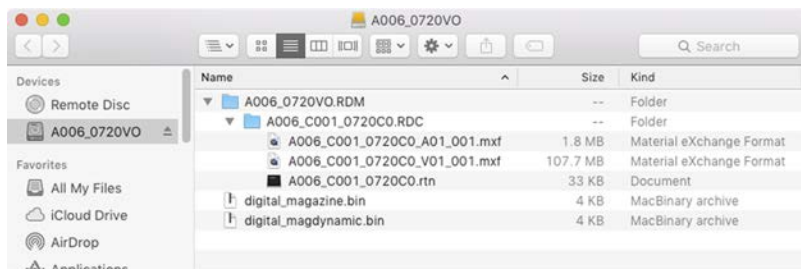 A006_0720VO
Search
Devices
Remote Disc
A006_0720VO
Favorites
All My Files
iCloud Drive
AirDrop
Applications
Name Size Kind
A006_0720VO.RDM -- Folder
A006_C001_0720C0.RDC -- Folder
A006_C001_0720C0_A01_001.mxf 1.8 MB Material eXchange Format
A006_C001_0720C0_V01_001.mxf 107.7 MB Material eXchange Format
A006_C001_0720C0.rtn 33 KB Document
digital_magazine.bin 4 KB MacBinary archive
digital_magdynamic.bin 4 KB MacBinary archive